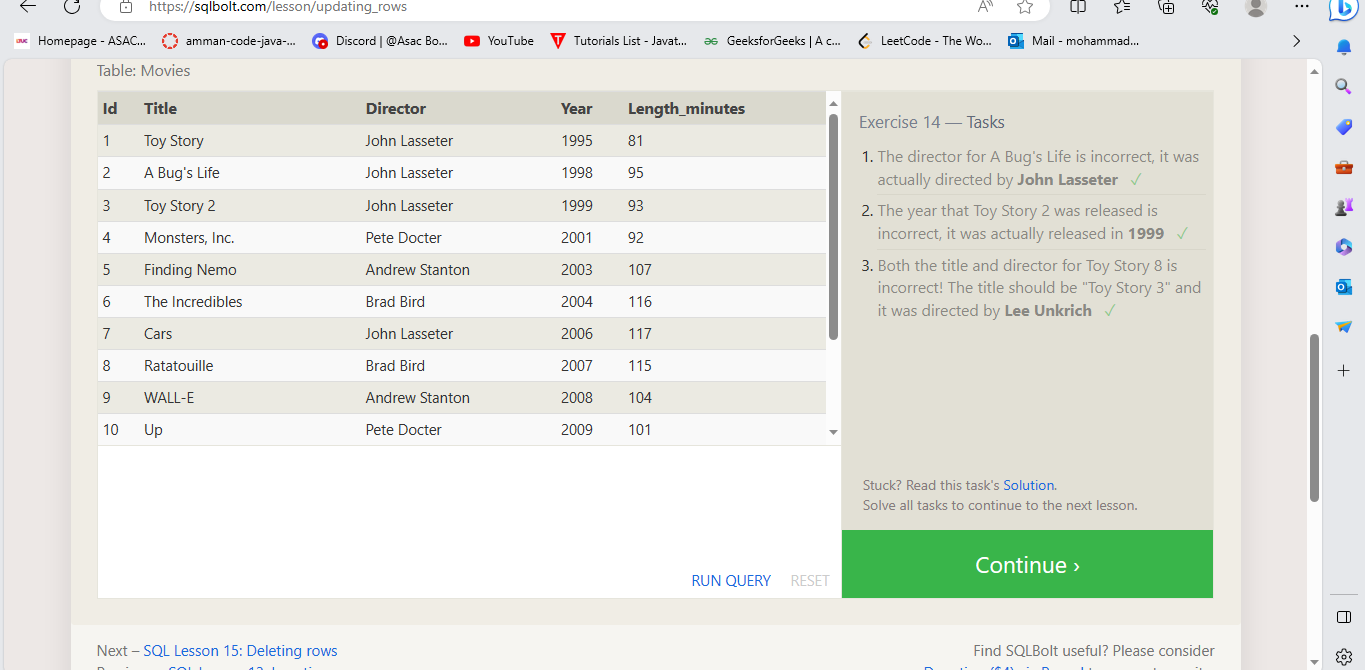 https://sqlbolt.com/lesson/updating_rows
Homepage - ASAC... amman-code-java-... Discord | @Asac Bo... YouTube Tutorials List - Javat... GeeksforGeeks | A c... LeetCode - The Wo... Mail - mohammad...
Table: Movies
Id Title Director Year Length_minutes
1 Toy Story John Lasseter 1995 81
2 A Bug's Life John Lasseter 1998 95
3 Toy Story 2 John Lasseter 1999 93
4 Monsters, Inc. Pete Docter 2001 92
5 Finding Nemo Andrew Stanton 2003 107
6 The Incredibles Brad Bird 2004 116
7 Cars John Lasseter 2006 117
8 Ratatouille Brad Bird 2007 115
9 WALL-E Andrew Stanton 2008 104
10 Up Pete Docter 2009 101
RUN QUERY RESET
Exercise 14 — Tasks
1. The director for A Bug's Life is incorrect, it was
actually directed by John Lasseter ✓
2. The year that Toy Story 2 was released is
incorrect, it was actually released in 1999 ✓
3. Both the title and director for Toy Story 8 is
incorrect! The title should be "Toy Story 3" and
it was directed by Lee Unkrich ✓
Stuck? Read this task's Solution.
Solve all tasks to continue to the next lesson.
Continue ›
Next – SQL Lesson 15: Deleting rows
Find SQLBolt useful? Please consider